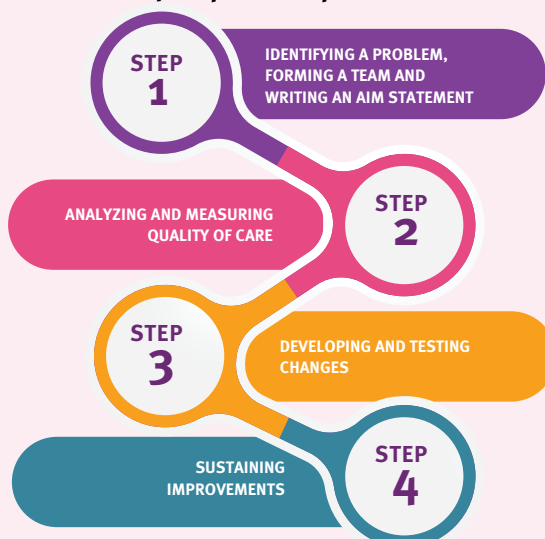 STEP
1
IDENTIFYING A PROBLEM,
FORMING A TEAM AND
WRITING AN AIM STATEMENT
ANALYZING AND MEASURING
QUALITY OF CARE
STEP
2
STEP
3
DEVELOPING AND TESTING
CHANGES
SUSTAINING
IMPROVEMENTS
STEP
4